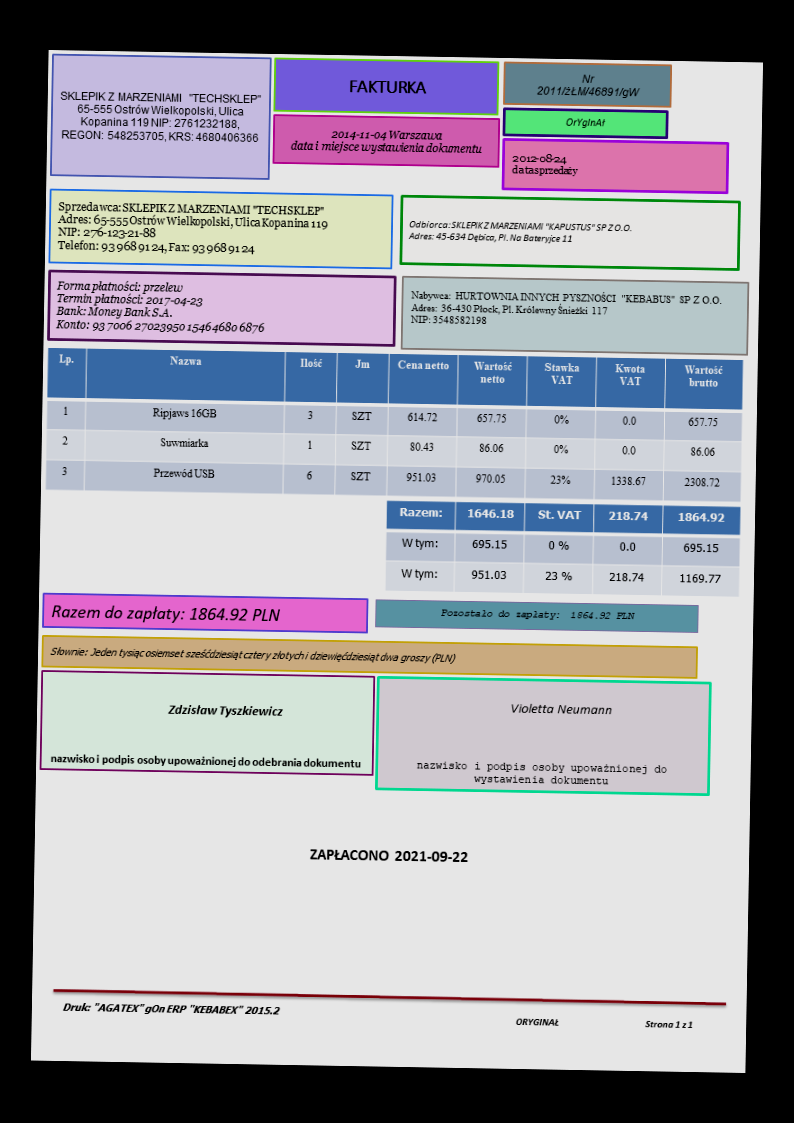 SKLEPIK Z MARZENIAMI "TECHSKLEP"
65-555 Ostrów Wielkopolski, Ulica
Kopanina 119 NIP: 2761232188,
REGON: 548253705, KRS: 4680406366
FAKTURKA
2014-11-04 Warszawa
data i miejsce wystawienia dokumentu
Nr
2011/żŁM/46891/gW
OrYgInAł
2012-08-24
data sprzedaży
Sprzedawca: SKLEPIK Z MARZENIAMI "TECHSKLEP"
Adres: 65-555 Ostrów Wielkopolski, Ulica Kopanina 119
NIP: 276-123-21-88
Telefon: 93 968 91 24, Fax: 93 968 91 24
Odbiorca: SKLEPIK Z MARZENIAMI "KAPUSTUS" SP Z O.O.
Adres: 45-634 Dębica, Pl. Na Bateryjce 11
Forma płatności: przelew
Termin płatności: 2017-04-23
Bank: Money Bank S.A.
Konto: 93 7006 27023950 1546 4680 6876
Nabywca: HURTOWNIA INNYCH PYSZNOŚCI "KEBABUS" SP Z O.O.
Adres: 36-430 Płock, Pl. Królewny Śnieżki 117
NIP: 3548582198
Lp. Nazwa Ilość Jm Cena netto Wartość netto Stawka VAT Kwota VAT Wartość brutto
1 Ripjaws 16GB 3 SZT 614.72 657.75 0% 0.0 657.75
2 Suwmiarka 1 SZT 80.43 86.06 0% 0.0 86.06
3 Przewód USB 6 SZT 951.03 970.05 23% 1338.67 2308.72
Razem: 1646.18 St. VAT 218.74 1864.92
W tym: 695.15 0 % 0.0 695.15
W tym: 951.03 23 % 218.74 1169.77
Razem do zapłaty: 1864.92 PLN
Pozostało do zapłaty: 1864.92 PLN
Słownie: Jeden tysiąc osiemset sześćdziesiąt cztery złotych i dziewięćdziesiąt dwa groszy (PLN)
Zdzisław Tyszkiewicz
nazwisko i podpis osoby upoważnionej do odebrania dokumentu
Violetta Neumann
nazwisko i podpis osoby upoważnionej do
wystawienia dokumentu
ZAPŁACONO 2021-09-22
Druk: "AGATEX" gOn ERP "KEBABEX" 2015.2
ORYGINAŁ
Strona 1 z 1